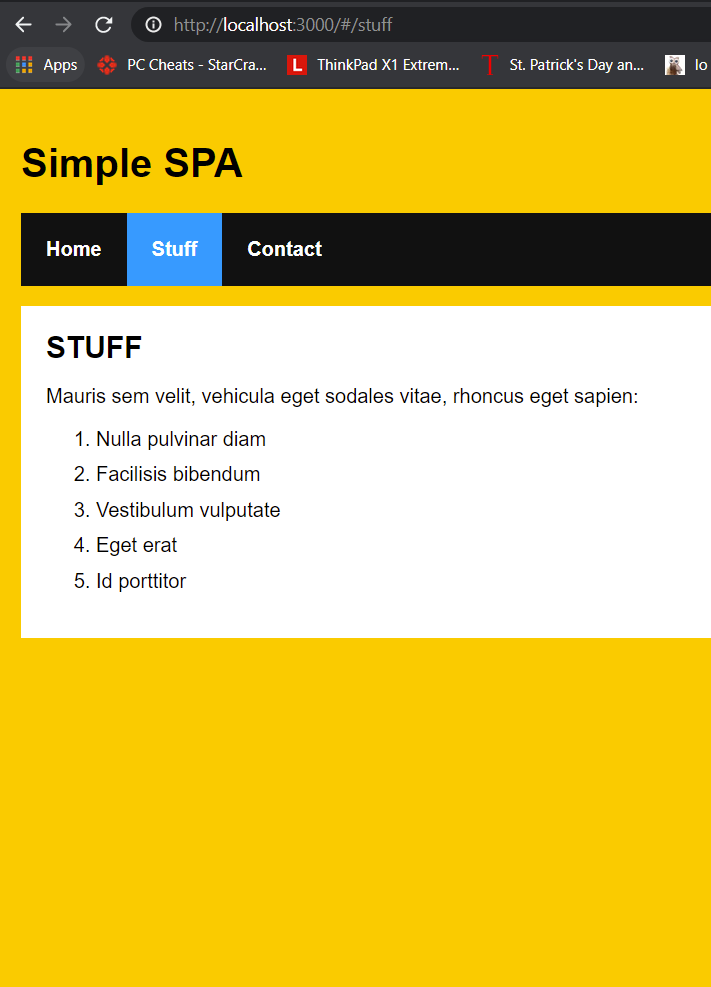 http://localhost:3000/#/stuff
Apps PC Cheats - StarCra... L ThinkPad X1 Extrem... T St. Patrick's Day an... lo
Simple SPA
Home Stuff Contact
STUFF
Mauris sem velit, vehicula eget sodales vitae, rhoncus eget sapien:
1. Nulla pulvinar diam
2. Facilisis bibendum
3. Vestibulum vulputate
4. Eget erat
5. Id porttitor